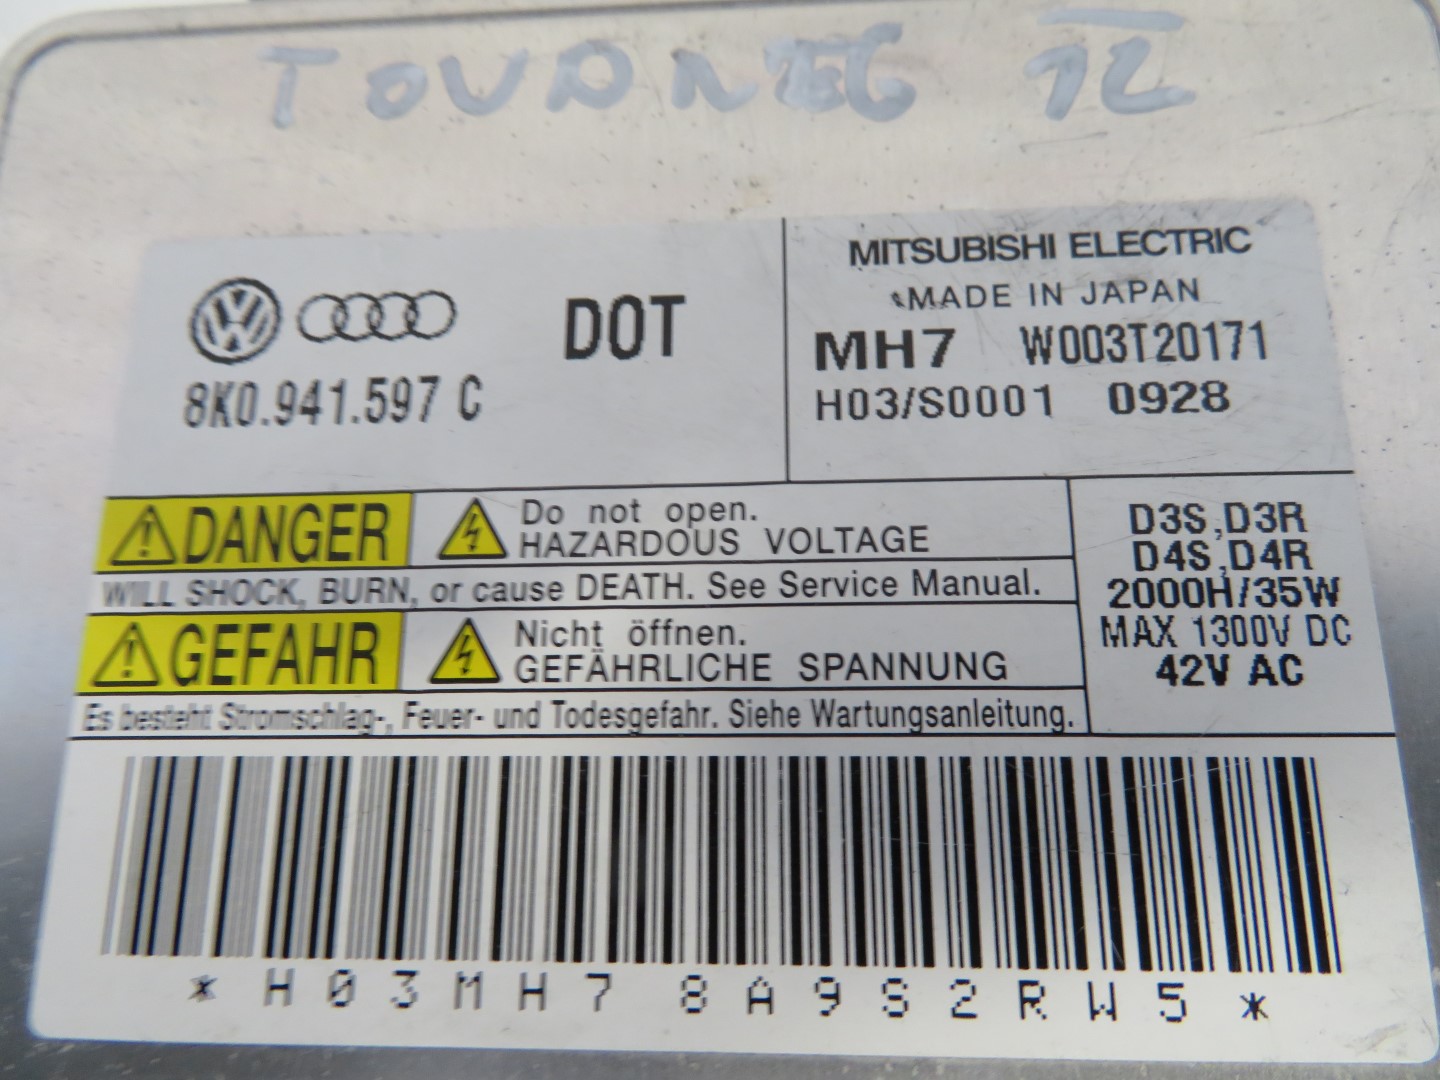 TOUAREG 12
DOT
8K0.941.597 C
MITSUBISHI ELECTRIC
MADE IN JAPAN
MH7 W003T20171
H03/S0001 0928
DANGER Do not open.
HAZARDOUS VOLTAGE
WILL SHOCK, BURN, or cause DEATH. See Service Manual.
GEFAHR Nicht öffnen.
GEFÄHRLICHE SPANNUNG
Es besteht Stromschlag-, Feuer- und Todesgefahr. Siehe Wartungsanleitung.
D3S,D3R
D4S,D4R
2000H/35W
MAX 1300V DC
42V AC
*H03MH78A9S2RW5*